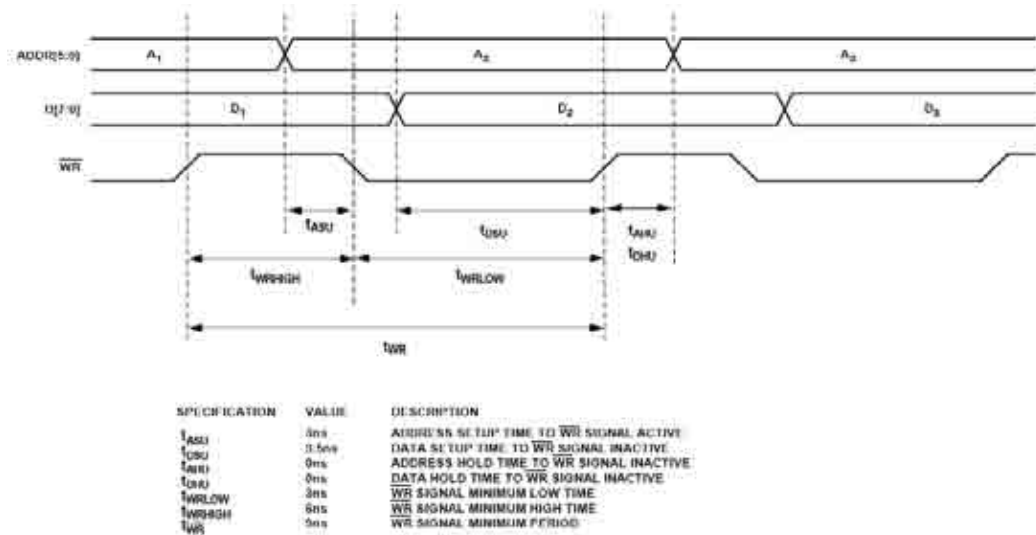 ADDR[5:0]
A1
A2
A3
D[7:0]
D1
D2
D3
WR
tASU
tDSU
tAHU
tDHU
tWRHIGH
tWRLOW
tWR
SPECIFICATION VALUE DESCRIPTION
tASU ADDRESS SETUP TIME TO WR SIGNAL ACTIVE
tDSU 3.5ns DATA SETUP TIME TO WR SIGNAL INACTIVE
tAHU 0ns ADDRESS HOLD TIME TO WR SIGNAL INACTIVE
tDHU 0ns DATA HOLD TIME TO WR SIGNAL INACTIVE
tWRLOW 3ns WR SIGNAL MINIMUM LOW TIME
tWRHIGH 6ns WR SIGNAL MINIMUM HIGH TIME
tWR 9ns WR SIGNAL MINIMUM PERIOD